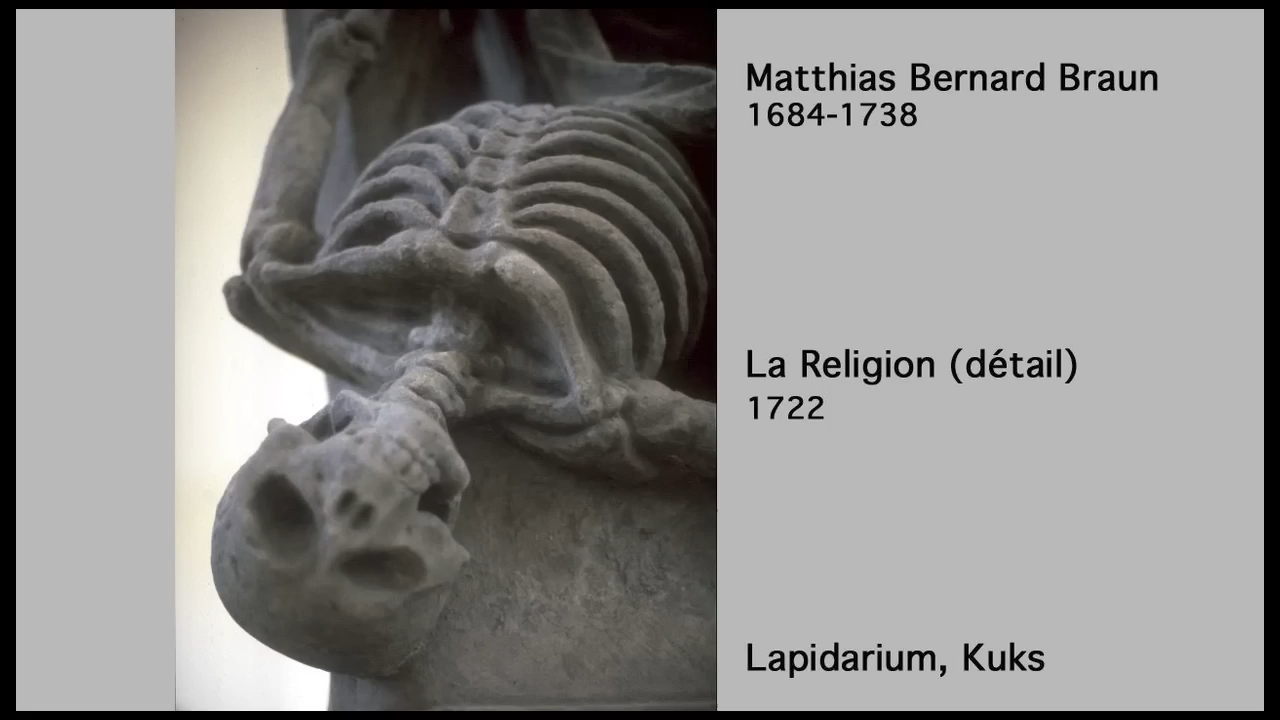 Matthias Bernard Braun
1684-1738
La Religion (détail)
1722
Lapidarium, Kuks